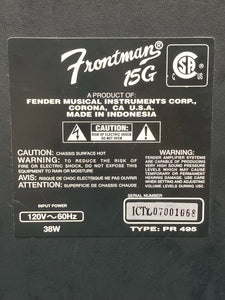 Frontman®
15G
A PRODUCT OF:
FENDER MUSICAL INSTRUMENTS CORP.,
CORONA, CA U.S.A.
MADE IN INDONESIA
CAUTION
RISK OF ELECTRIC SHOCK
DO NOT OPEN
CAUTION: CHASSIS SURFACE HOT
WARNING: TO REDUCE THE RISK OF
FIRE OR ELECTRIC SHOCK, DO NOT EXPOSE THIS
EQUIPMENT TO RAIN OR MOISTURE.
AVIS: RISQUE DE CHOC ELECTRIQUE NE PAS OUVRIR
ATTENTION: SUPERFICIE DE CHASSIS CHAUDE
WARNING:
FENDER AMPLIFIER SYSTEMS
ARE CAPABLE OF PRODUCING
VERY HIGH SOUND PRESSURE
LEVELS WHICH MAY CAUSE
TEMPORARY OR PERMANENT
HEARING DAMAGE. USE CARE
WHEN SETTING AND ADJUSTING
VOLUME LEVELS DURING USE.
INPUT POWER
120V~60Hz
38W
SERIAL NUMBER
ICTL07001068
TYPE: PR 495
SA
C
US